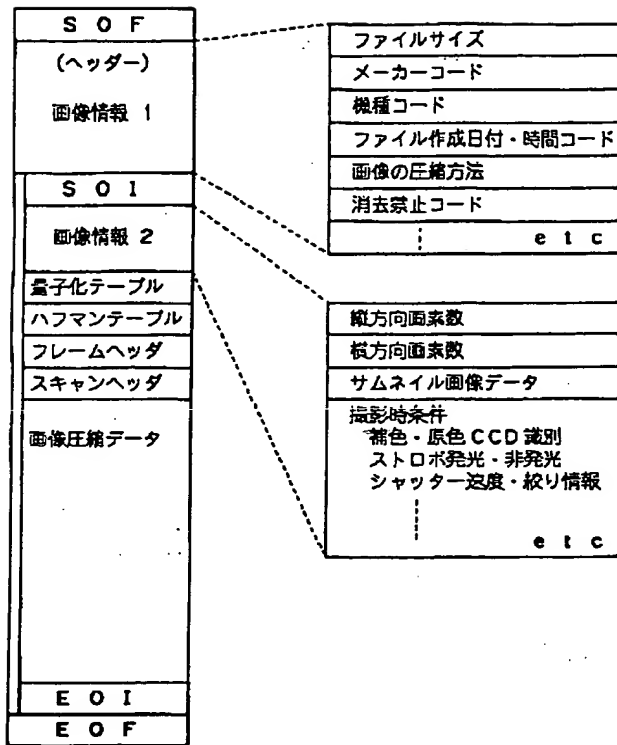 SOF
(ヘッダー)
画像情報 1
SOI
画像情報 2
量子化テーブル
ハフマンテーブル
フレームヘッダ
スキャンヘッダ
画像圧縮データ
EOI
EOF
ファイルサイズ
メーカーコード
機種コード
ファイル作成日付・時間コード
画像の圧縮方法
消去禁止コード
etc
縦方向画素数
横方向画素数
サムネイル画像データ
撮影時条件
補色・原色CCD識別
ストロボ発光・非発光
シャッター速度・絞り情報
etc